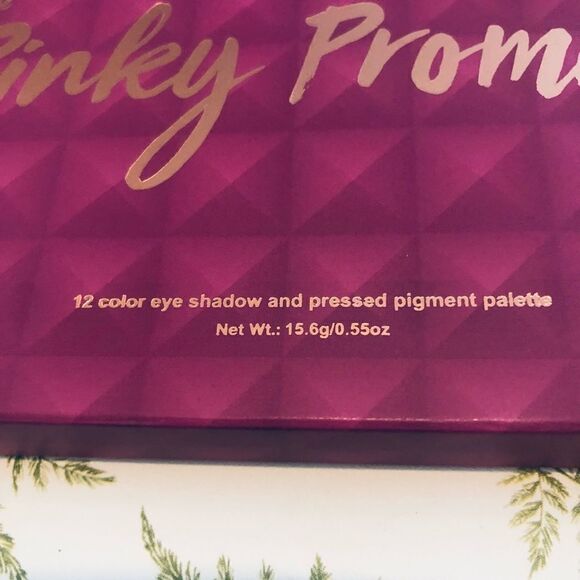 Pinky Prom
12 color eye shadow and pressed pigment palette
Net Wt.: 15.6g/0.55oz